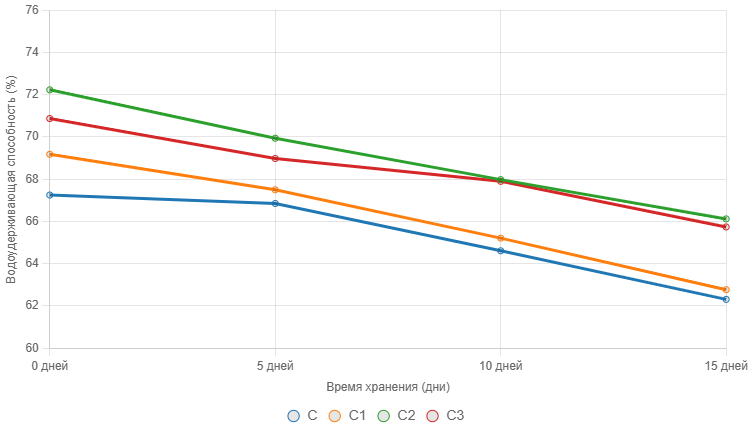 76
74
72
70
68
66
64
62
60
Водоудерживающая способность (%)
0 дней 5 дней 10 дней 15 дней
Время хранения (дни)
C C1 C2 C3